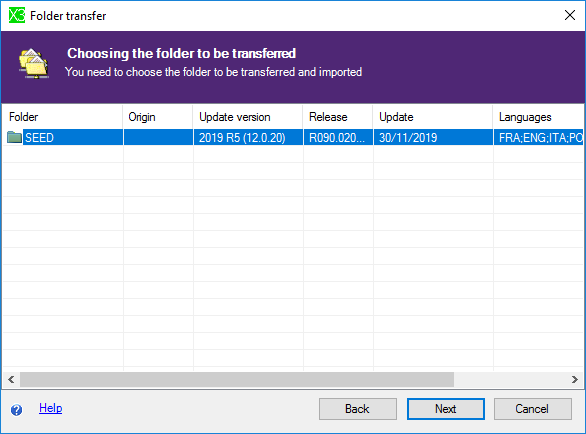 X3 Folder transfer
Choosing the folder to be transferred
You need to choose the folder to be transferred and imported
Folder Origin Update version Release Update Languages
SEED 2019 R5 (12.0.20) R090.020... 30/11/2019 FRA;ENG;ITA;PO
? Help Back Next Cancel